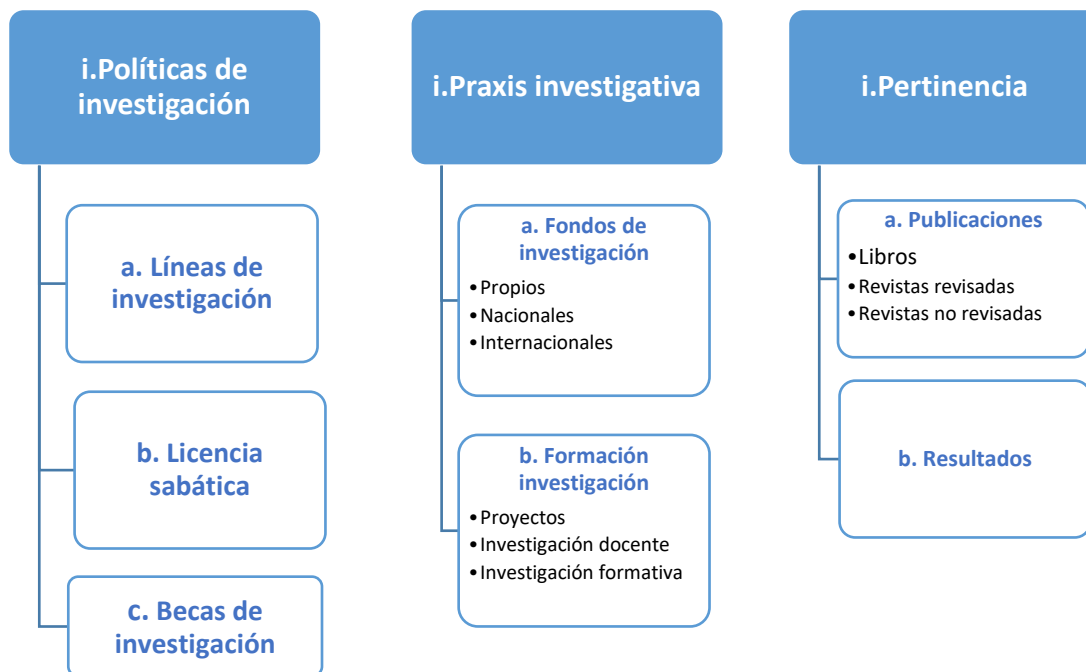 i.Políticas de
investigación
a. Líneas de
investigación
b. Licencia
sabática
c. Becas de
investigación
i.Praxis investigativa
a. Fondos de
investigación
•Propios
•Nacionales
•Internacionales
b. Formación
investigación
•Proyectos
•Investigación docente
•Investigación formativa
i.Pertinencia
a. Publicaciones
•Libros
•Revistas revisadas
•Revistas no revisadas
b. Resultados